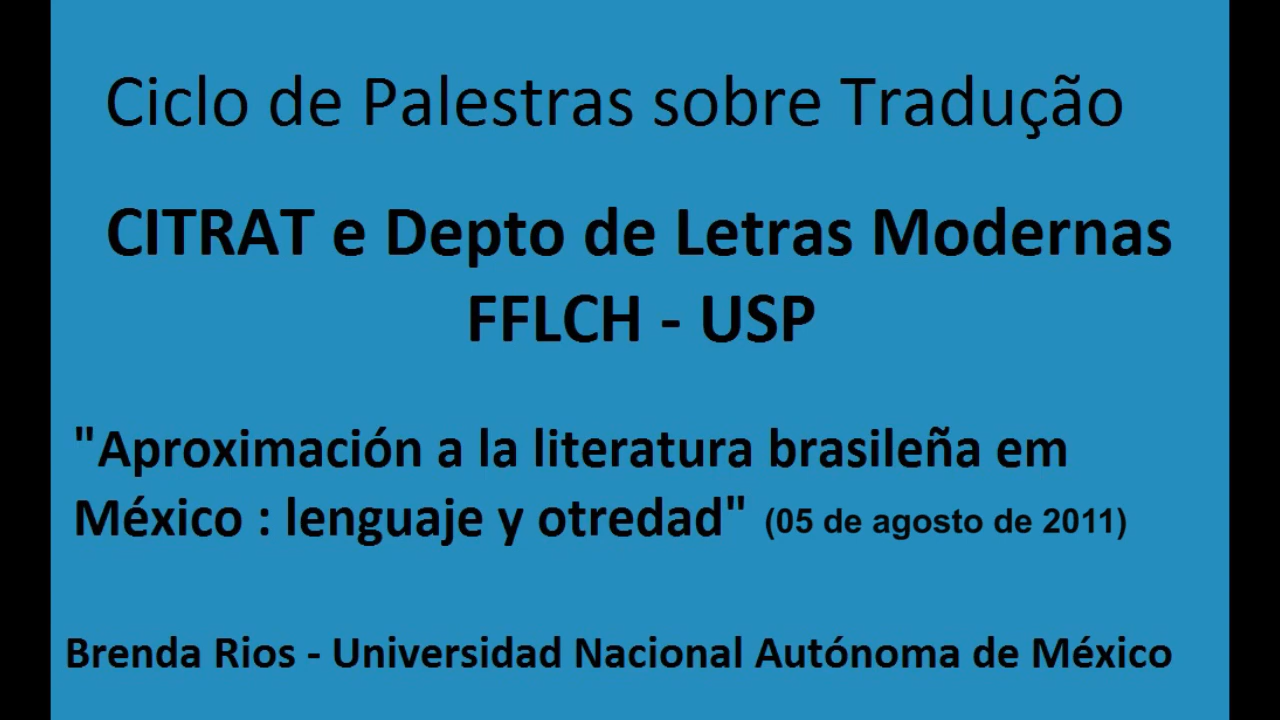 Ciclo de Palestras sobre Tradução
CITRAT e Depto de Letras Modernas
FFLCH - USP
"Aproximación a la literatura brasileña em
México : lenguaje y otredad" (05 de agosto de 2011)
Brenda Rios - Universidad Nacional Autónoma de México